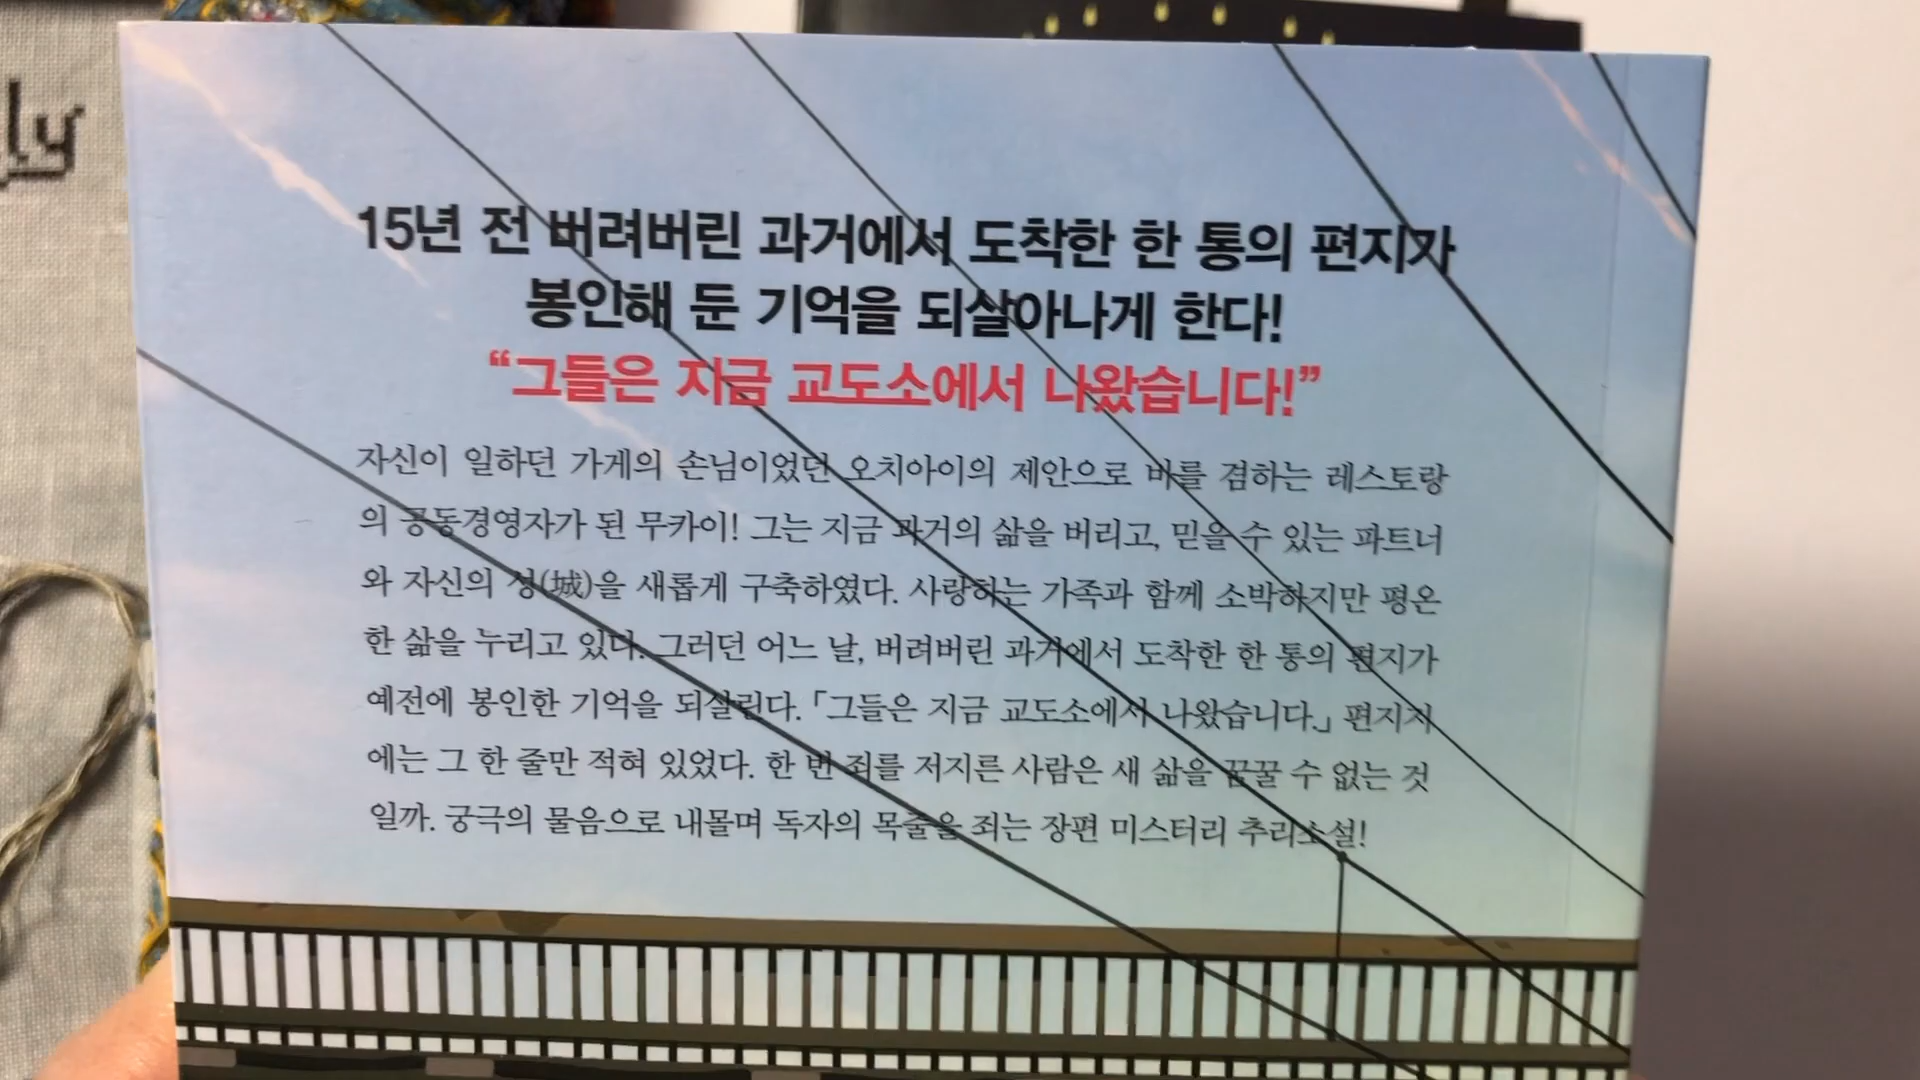 ly
15년 전 버려버린 과거에서 도착한 한 통의 편지가
봉인해 둔 기억을 되살아나게 한다!
“그들은 지금 교도소에서 나왔습니다!”
자신이 일하던 가게의 손님이었던 오치아이의 제안으로 바를 겸하는 레스토랑
의 공동경영자가 된 무카이! 그는 지금 과거의 삶을 버리고, 믿을 수 있는 파트너
와 자신의 성(城)을 새롭게 구축하였다. 사랑하는 가족과 함께 소박하지만 평온
한 삶을 누리고 있다. 그러던 어느 날, 버려버린 과거에서 도착한 한 통의 편지가
예전에 봉인한 기억을 되살린다. 「그들은 지금 교도소에서 나왔습니다.」 편지지
에는 그 한 줄만 적혀 있었다. 한 번 죄를 저지른 사람은 새 삶을 꿈꿀 수 없는 것
일까. 궁극의 물음으로 내몰며 독자의 목줄을 죄는 장편 미스터리 추리소설!